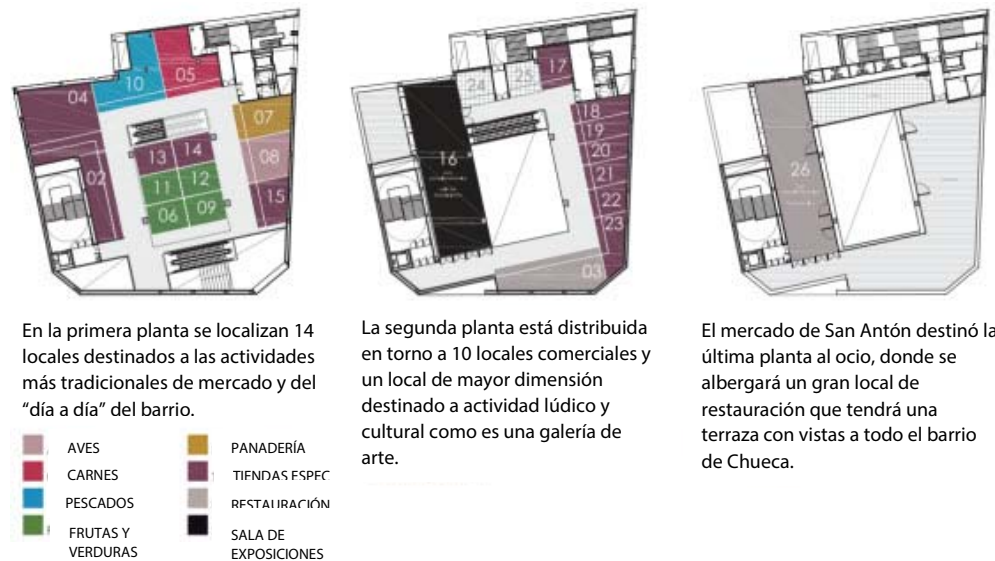 04
10
05
07
08
15
02
13
14
11
12
06
09
24
25
17
18
19
20
21
22
23
16
03
26
En la primera planta se localizan 14
locales destinados a las actividades
más tradicionales de mercado y del
“día a día” del barrio.
AVES
CARNES
PESCADOS
FRUTAS Y
VERDURAS
PANADERÍA
TIENDAS ESPEC
RESTAURACIÓN
SALA DE
EXPOSICIONES
La segunda planta está distribuida
en torno a 10 locales comerciales y
un local de mayor dimensión
destinado a actividad lúdico y
cultural como es una galería de
arte.
El mercado de San Antón destinó la
última planta al ocio, donde se
albergará un gran local de
restauración que tendrá una
terraza con vistas a todo el barrio
de Chueca.